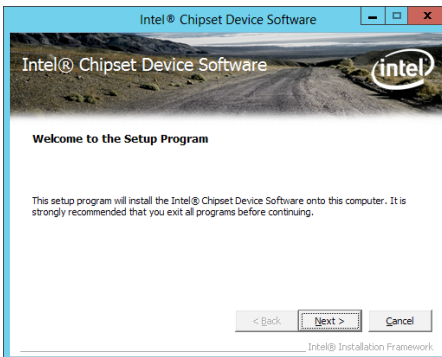 Intel® Chipset Device Software
Intel® Chipset Device Software
intel
Welcome to the Setup Program
This setup program will install the Intel® Chipset Device Software onto this computer. It is
strongly recommended that you exit all programs before continuing.
< Back Next > Cancel
Intel® Installation Framework